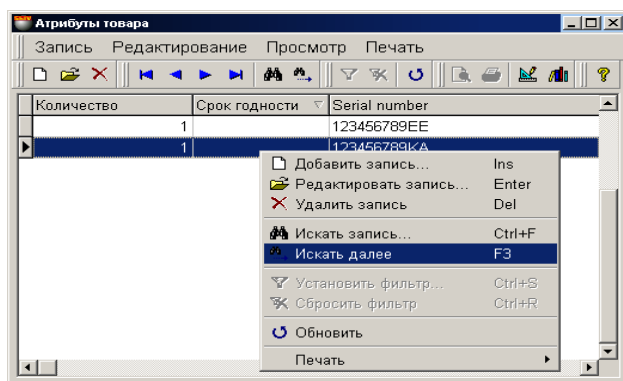 Атрибуты товара
Запись Редактирование Просмотр Печать
Количество Срок годности Serial number
1 123456789EE
1 123456789KA
Добавить запись... Ins
Редактировать запись... Enter
Удалить запись Del
Искать запись... Ctrl+F
Искать далее F3
Установить фильтр... Ctrl+S
Сбросить фильтр Ctrl+R
Обновить
Печать